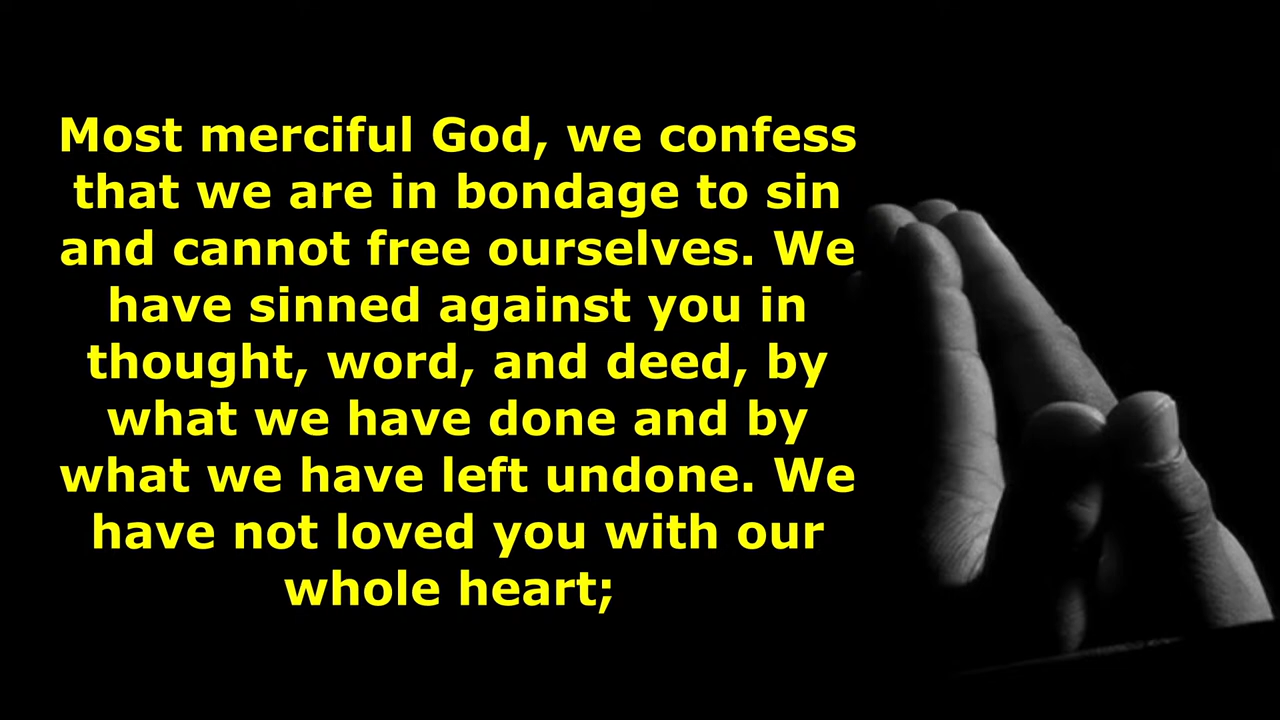 Most merciful God, we confess
that we are in bondage to sin
and cannot free ourselves. We
have sinned against you in
thought, word, and deed, by
what we have done and by
what we have left undone. We
have not loved you with our
whole heart;